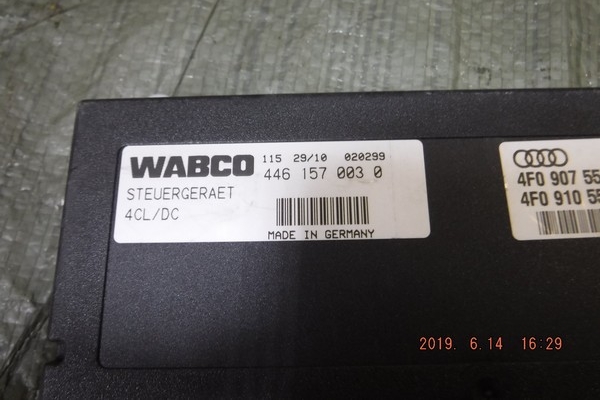 WABCO 115 29/10 020299
446 157 003 0
STEUERGERAET
4CL/DC
MADE IN GERMANY
4F0 907 55
4F0 910 55
2019. 6.14 16:29